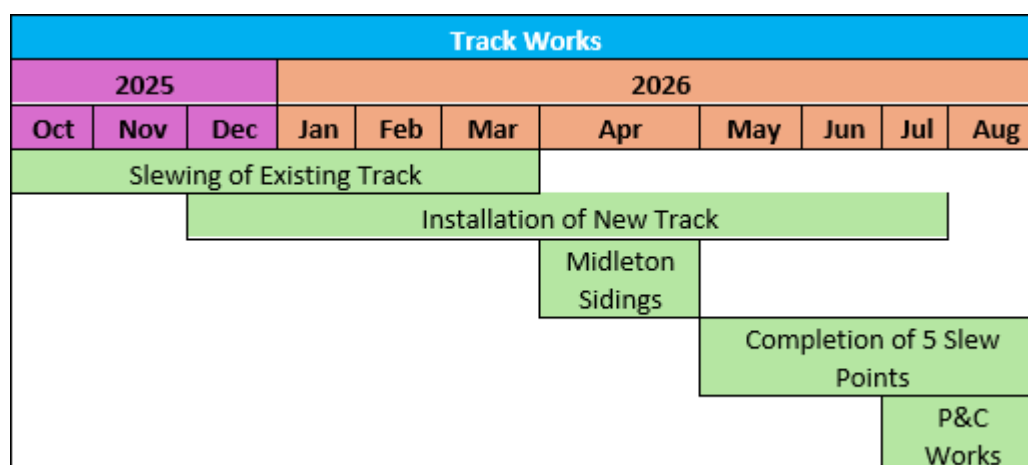 Track Works
2025 2026
Oct Nov Dec Jan Feb Mar Apr May Jun Jul Aug
Slewing of Existing Track
Installation of New Track
Midleton
Sidings
Completion of 5 Slew
Points
P&C
Works